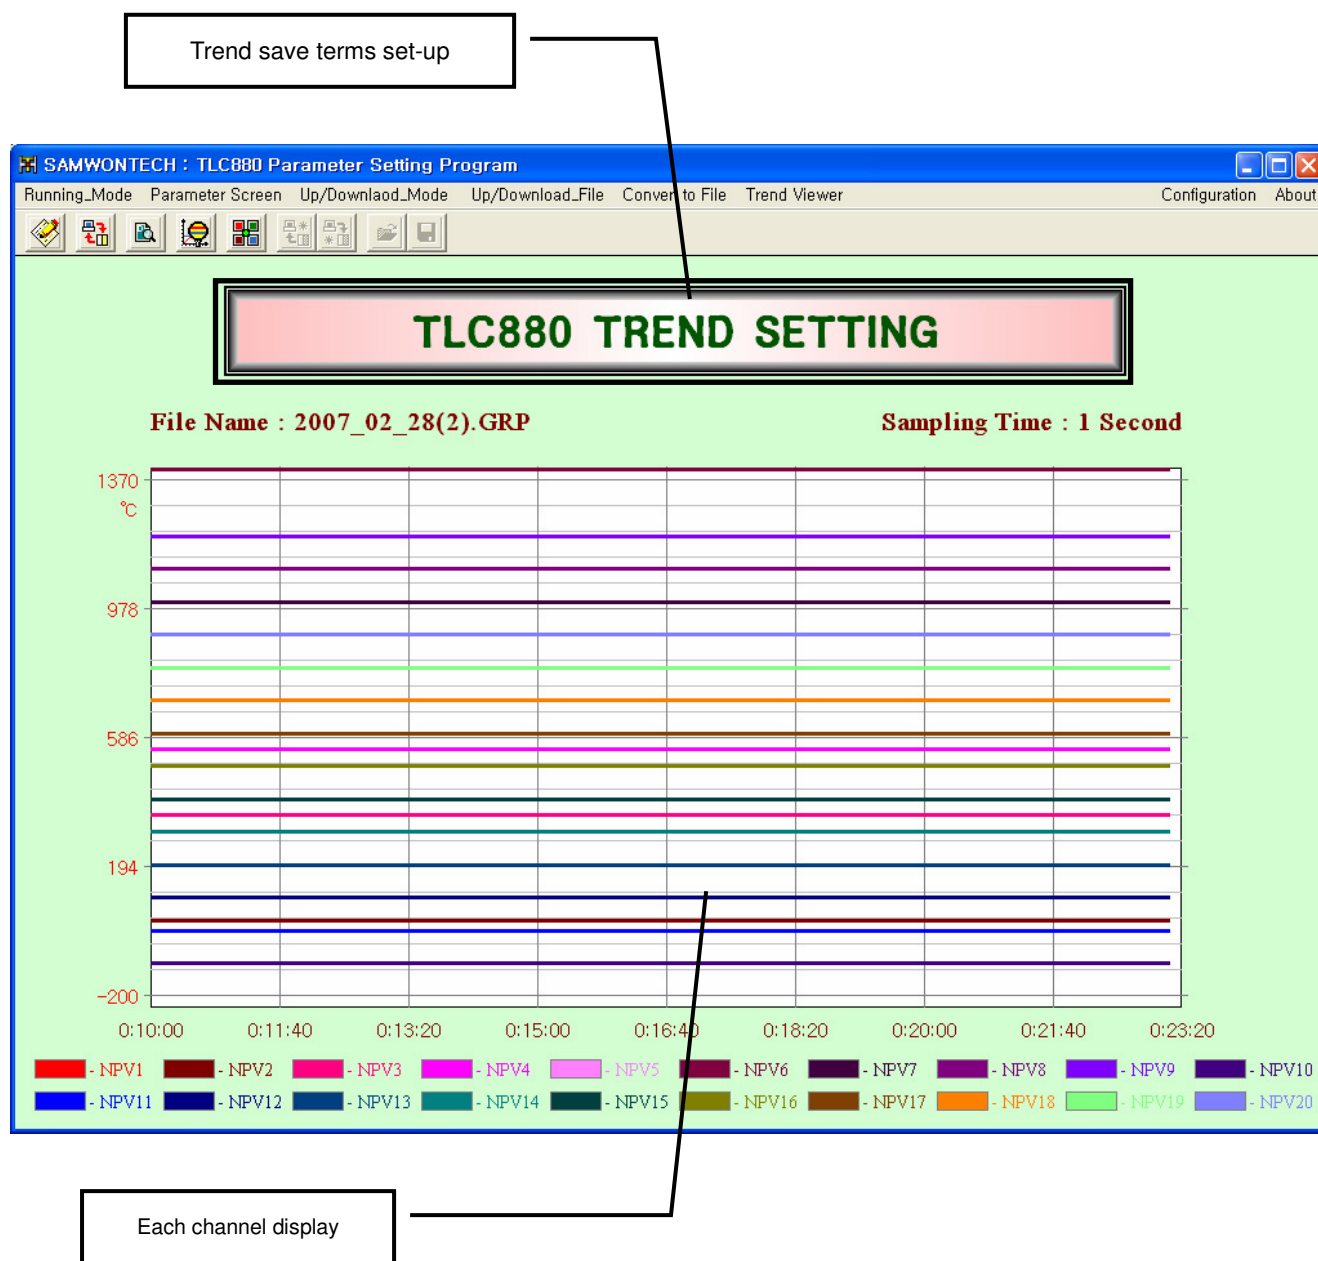 Trend save terms set-up
SAMWONTECH : TLC880 Parameter Setting Program
Running_Mode Parameter Screen Up/Downlaod_Mode Up/Download_File Convert to File Trend Viewer Configuration About
TLC880 TREND SETTING
File Name : 2007_02_28(2).GRP Sampling Time : 1 Second
1370
℃
978
586
194
-200
0:10:00 0:11:40 0:13:20 0:15:00 0:16:40 0:18:20 0:20:00 0:21:40 0:23:20
- NPV1 - NPV2 - NPV3 - NPV4 - NPV5 - NPV6 - NPV7 - NPV8 - NPV9 - NPV10
- NPV11 - NPV12 - NPV13 - NPV14 - NPV15 - NPV16 - NPV17 - NPV18 - NPV19 - NPV20
Each channel display